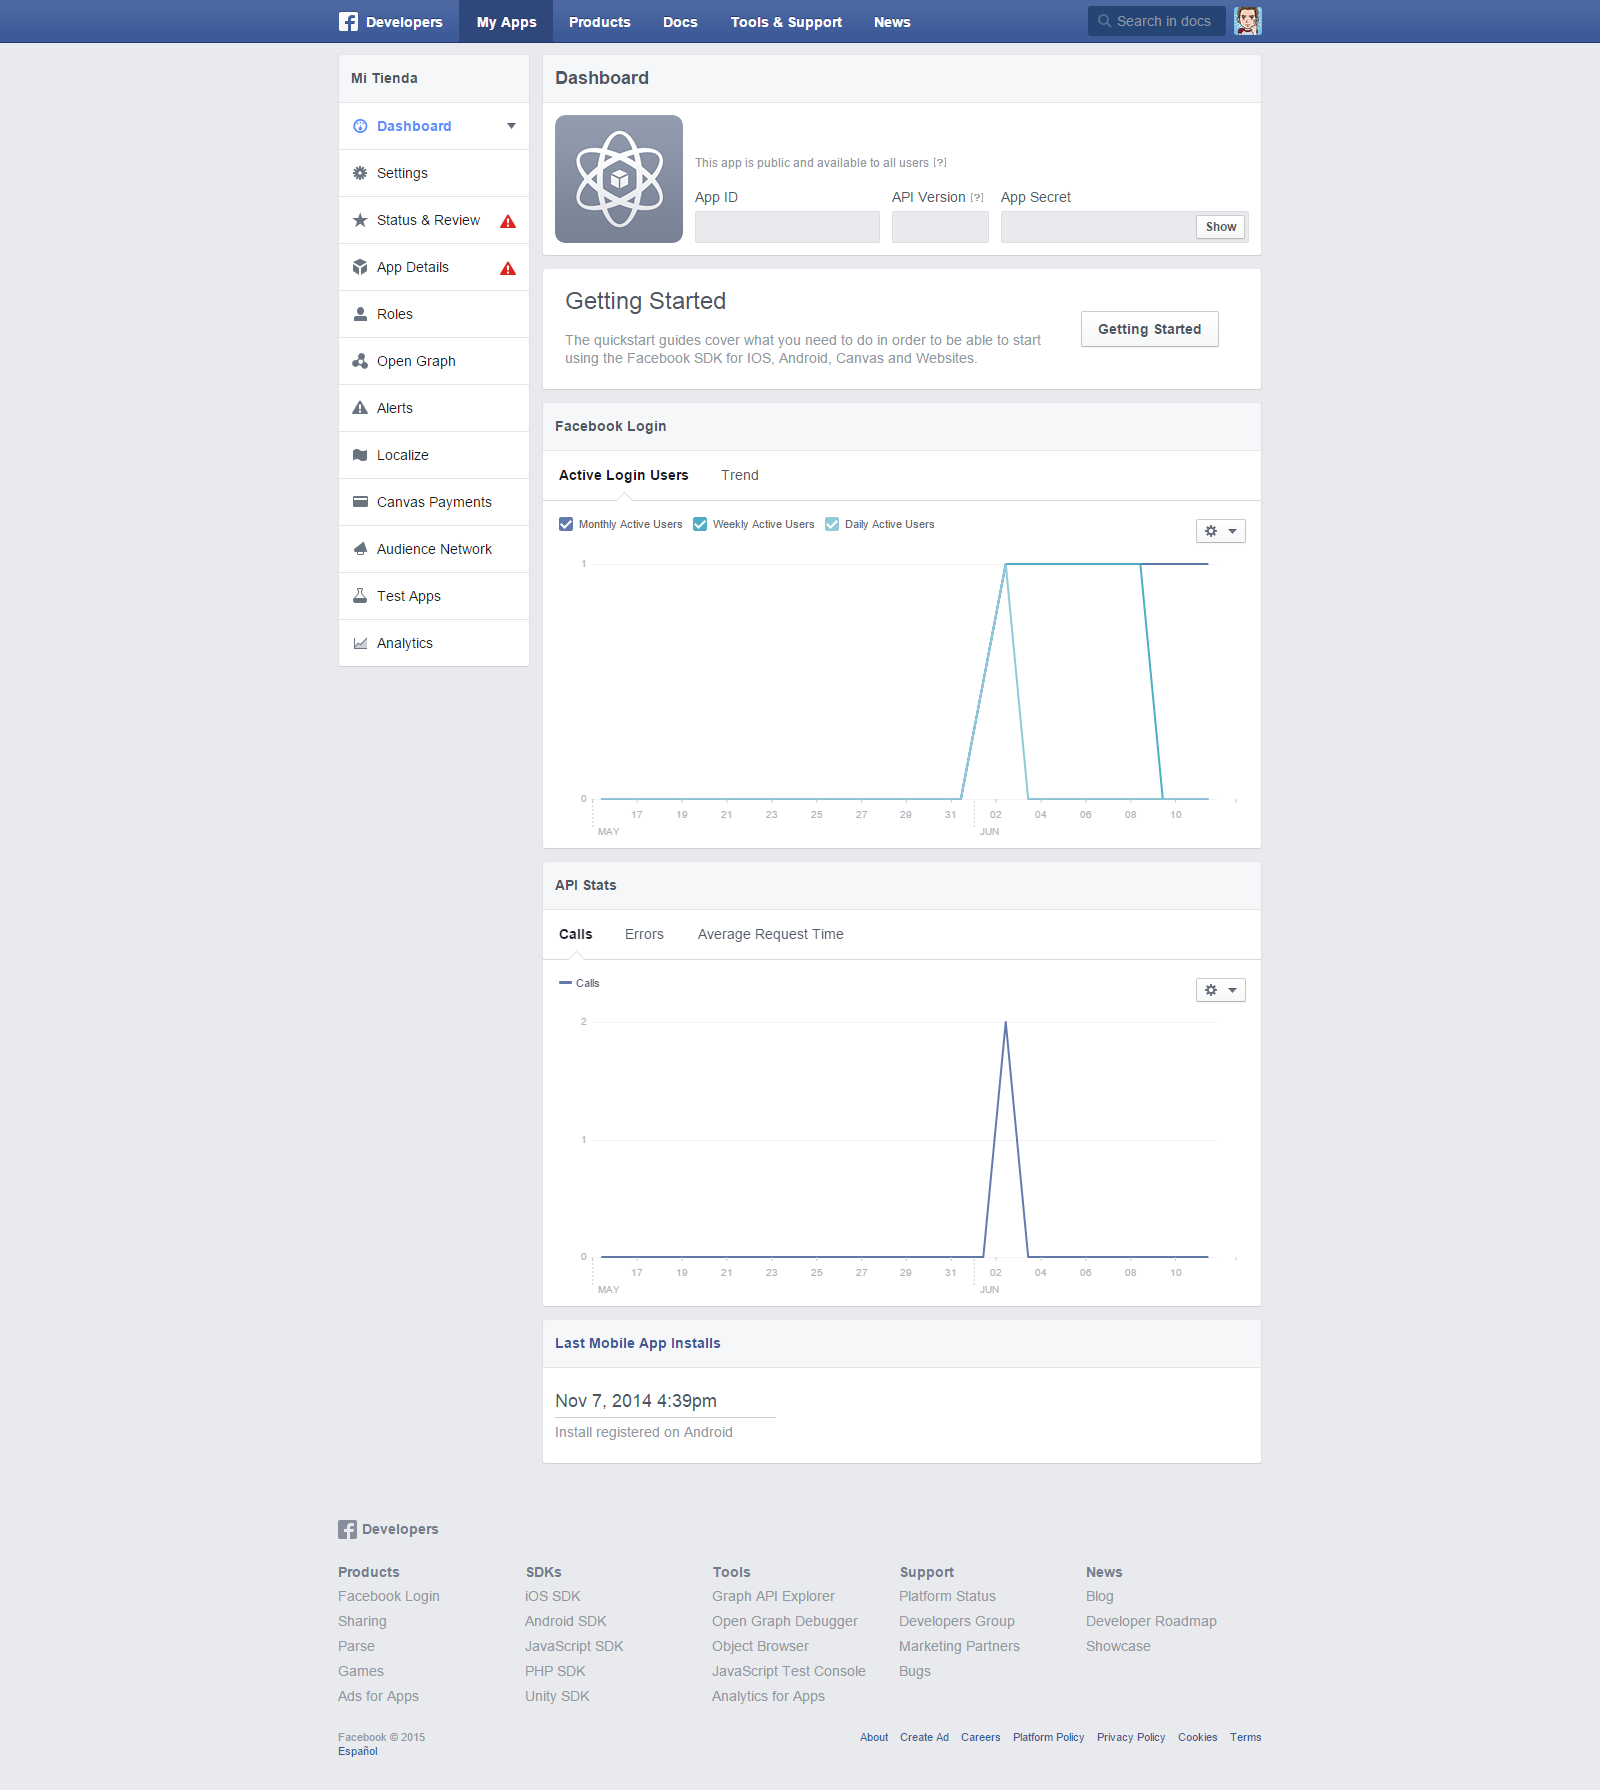 Developers My Apps Products Docs Tools & Support News Search in docs
Mi Tienda
Dashboard
Settings
Status & Review
App Details
Roles
Open Graph
Alerts
Localize
Canvas Payments
Audience Network
Test Apps
Analytics
Dashboard
This app is public and available to all users [?]
App ID API Version [?] App Secret
Show
Getting Started
The quickstart guides cover what you need to do in order to be able to start
using the Facebook SDK for IOS, Android, Canvas and Websites.
Getting Started
Facebook Login
Active Login Users Trend
Monthly Active Users Weekly Active Users Daily Active Users
1
0
17 19 21 23 25 27 29 31 02 04 06 08 10
MAY JUN
API Stats
Calls Errors Average Request Time
Calls
2
1
0
17 19 21 23 25 27 29 31 02 04 06 08 10
MAY JUN
Last Mobile App Installs
Nov 7, 2014 4:39pm
Install registered on Android
Developers
Products SDKs Tools Support News
Facebook Login iOS SDK Graph API Explorer Platform Status Blog
Sharing Android SDK Open Graph Debugger Developers Group Developer Roadmap
Parse JavaScript SDK Object Browser Marketing Partners Showcase
Games PHP SDK JavaScript Test Console Bugs
Ads for Apps Unity SDK Analytics for Apps
Facebook © 2015 About Create Ad Careers Platform Policy Privacy Policy Cookies Terms
Español